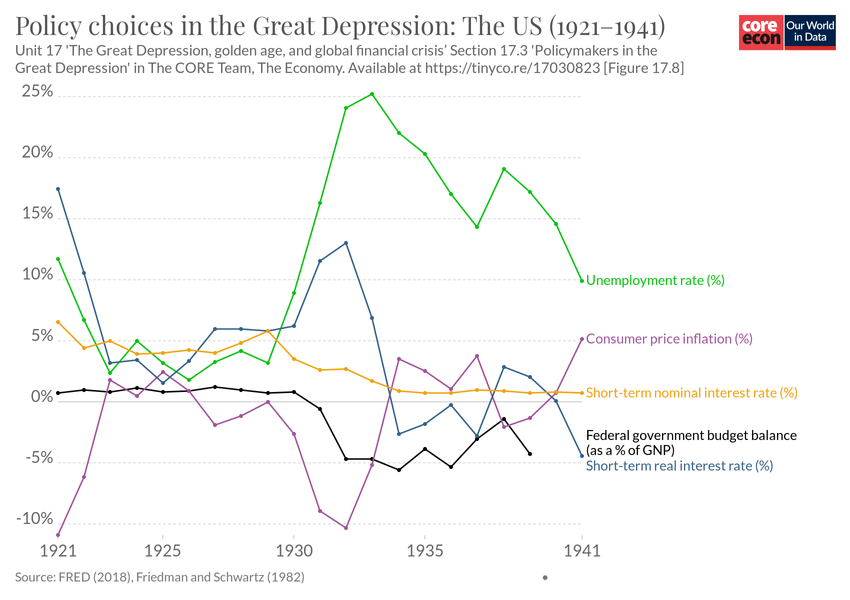 Policy choices in the Great Depression: The US (1921–1941)
core
econ
Our World
in Data
Unit 17 'The Great Depression, golden age, and global financial crisis' Section 17.3 'Policymakers in the
Great Depression' in The CORE Team, The Economy. Available at https://tinyco.re/17030823 [Figure 17.8]
25%
20%
15%
10%
5%
0%
-5%
-10%
Unemployment rate (%)
Consumer price inflation (%)
Short-term nominal interest rate (%)
Federal government budget balance
(as a % of GNP)
Short-term real interest rate (%)
1921
1925
1930
1935
1941
Source: FRED (2018), Friedman and Schwartz (1982)